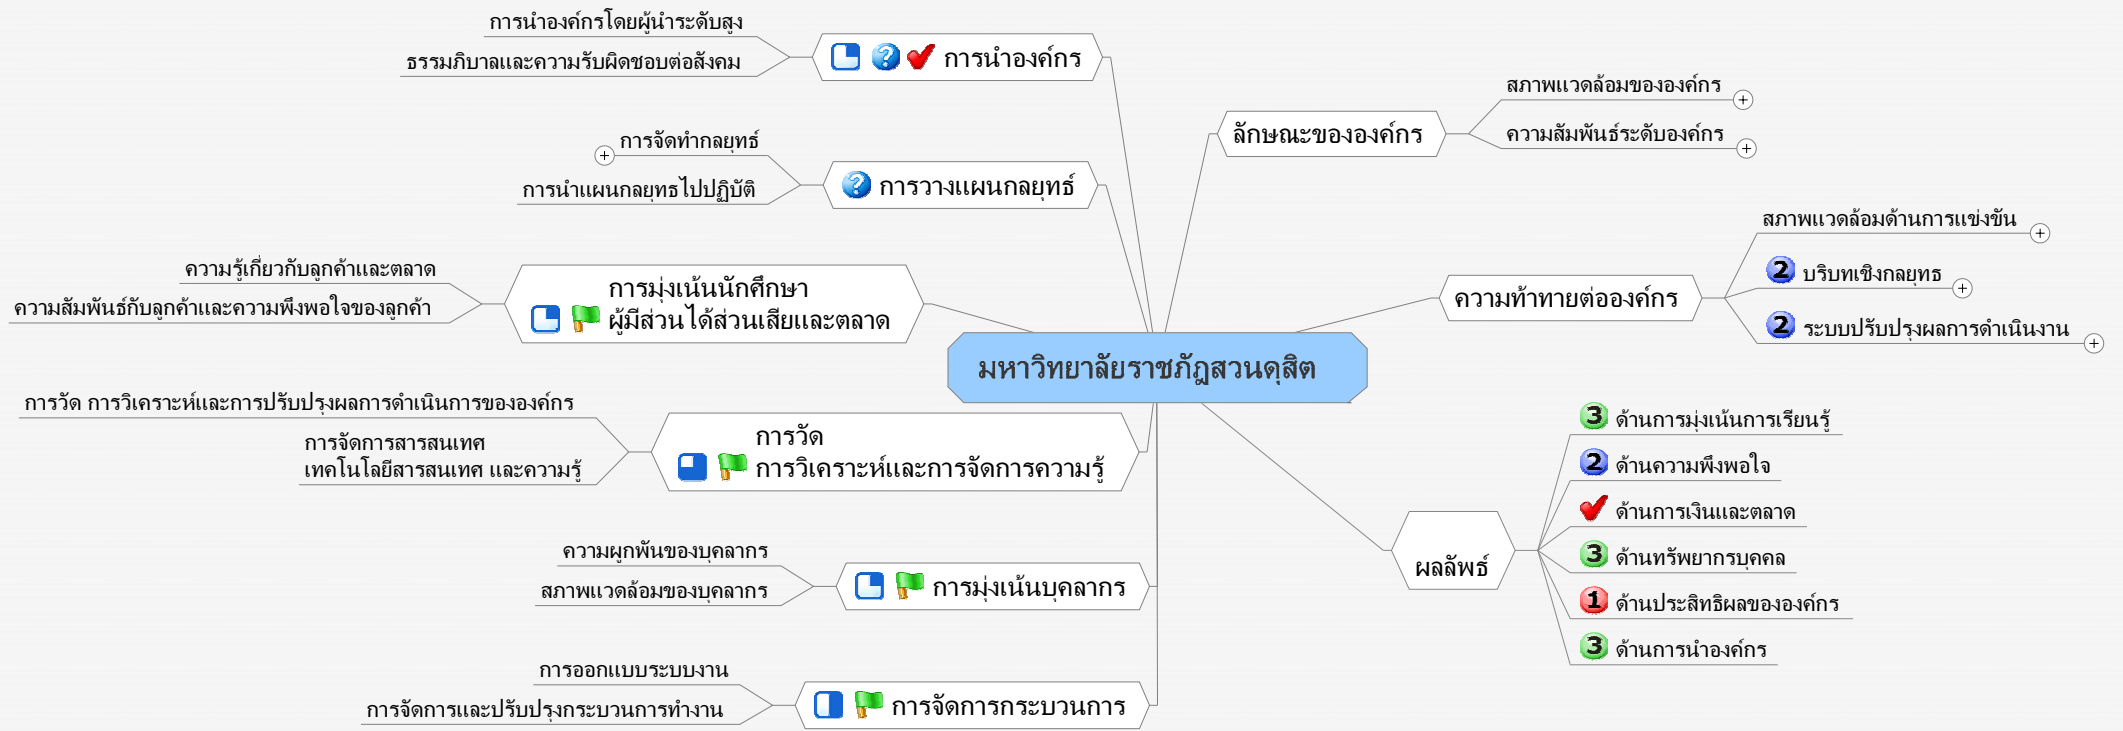 การนำองค์กรโดยผู้นำระดับสูง
ธรรมภิบาลและความรับผิดชอบต่อสังคม
การนำองค์กร
การจัดทำกลยุทธ์
การนำแผนกลยุทธไปปฏิบัติ
การวางแผนกลยุทธ์
ความรู้เกี่ยวกับลูกค้าและตลาด
ความสัมพันธ์กับลูกค้าและความพึงพอใจของลูกค้า
การมุ่งเน้นนักศึกษา
ผู้มีส่วนได้ส่วนเสียและตลาด
การวัด การวิเคราะห์และการปรับปรุงผลการดำเนินการขององค์กร
การจัดการสารสนเทศ
เทคโนโลยีสารสนเทศ และความรู้
การวัด
การวิเคราะห์และการจัดการความรู้
ความผูกพันของบุคลากร
สภาพแวดล้อมของบุคลากร
การมุ่งเน้นบุคลากร
การออกแบบระบบงาน
การจัดการและปรับปรุงกระบวนการทำงาน
การจัดการกระบวนการ
มหาวิทยาลัยราชภัฎสวนดุสิต
ลักษณะขององค์กร
สภาพแวดล้อมขององค์กร
ความสัมพันธ์ระดับองค์กร
ความท้าทายต่อองค์กร
สภาพแวดล้อมด้านการแข่งขัน
2 บริบทเชิงกลยุทธ
2 ระบบปรับปรุงผลการดำเนินงาน
ผลลัพธ์
3 ด้านการมุ่งเน้นการเรียนรู้
2 ด้านความพึงพอใจ
ด้านการเงินและตลาด
3 ด้านทรัพยากรบุคคล
1 ด้านประสิทธิผลขององค์กร
3 ด้านการนำองค์กร